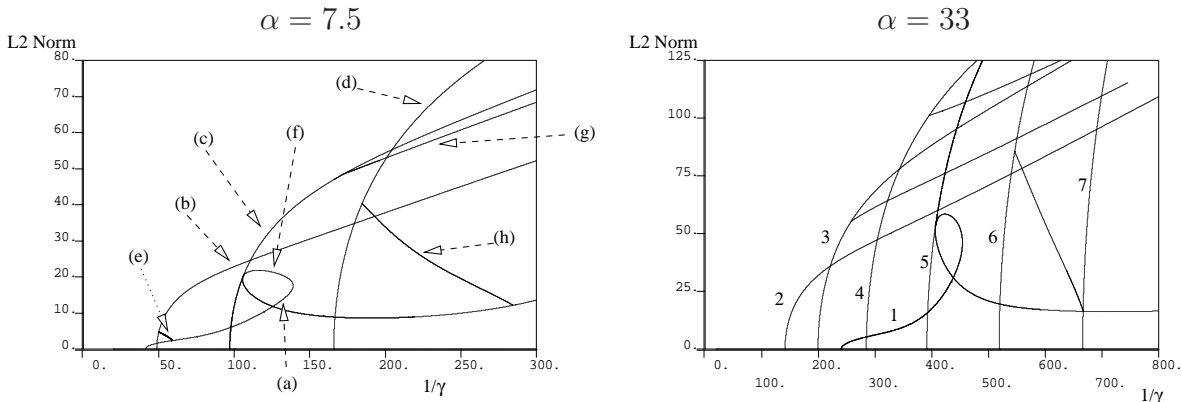 α = 7.5
L2 Norm
80.
70.
60.
50.
40.
30.
20.
10.
0.
0.
50.
100.
150.
200.
250.
300.
1/γ
(a)
(b)
(c)
(d)
(e)
(f)
(g)
(h)
α = 33
L2 Norm
125.
100.
75.
50.
25.
0.
0.
100.
200.
300.
400.
500.
600.
700.
800.
1/γ
1
2
3
4
5
6
7